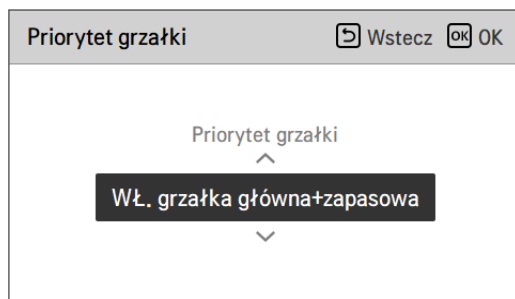 Priorytet grzałki Wstecz OK OK
Priorytet grzałki
WŁ. grzałka główna+zapasowa